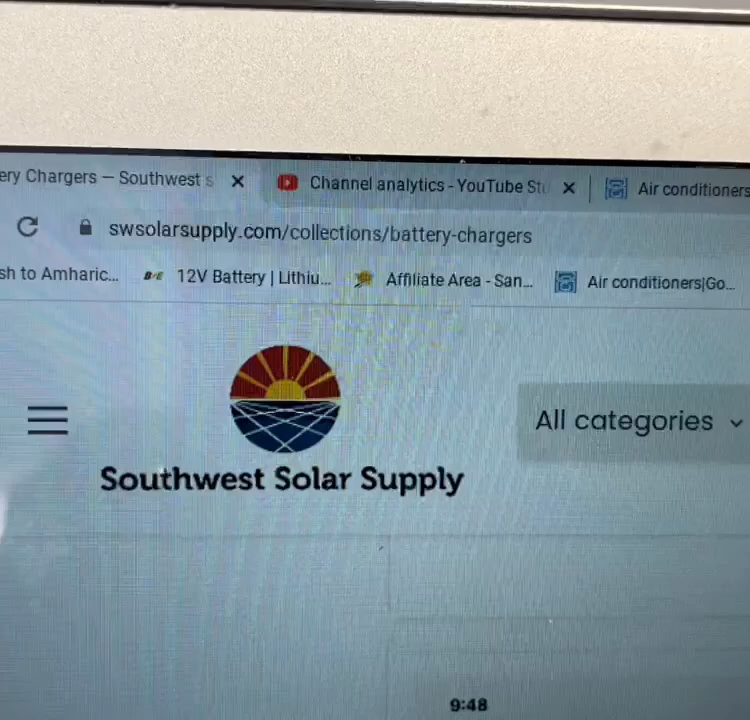 ery Chargers — Southwest s
Channel analytics - YouTube Stu
Air conditioners
swsolarsupply.com/collections/battery-chargers
sh to Amharic...
12V Battery | Lithiu...
Affiliate Area - San...
Air conditioners|Go...
All categories
Southwest Solar Supply
9:48